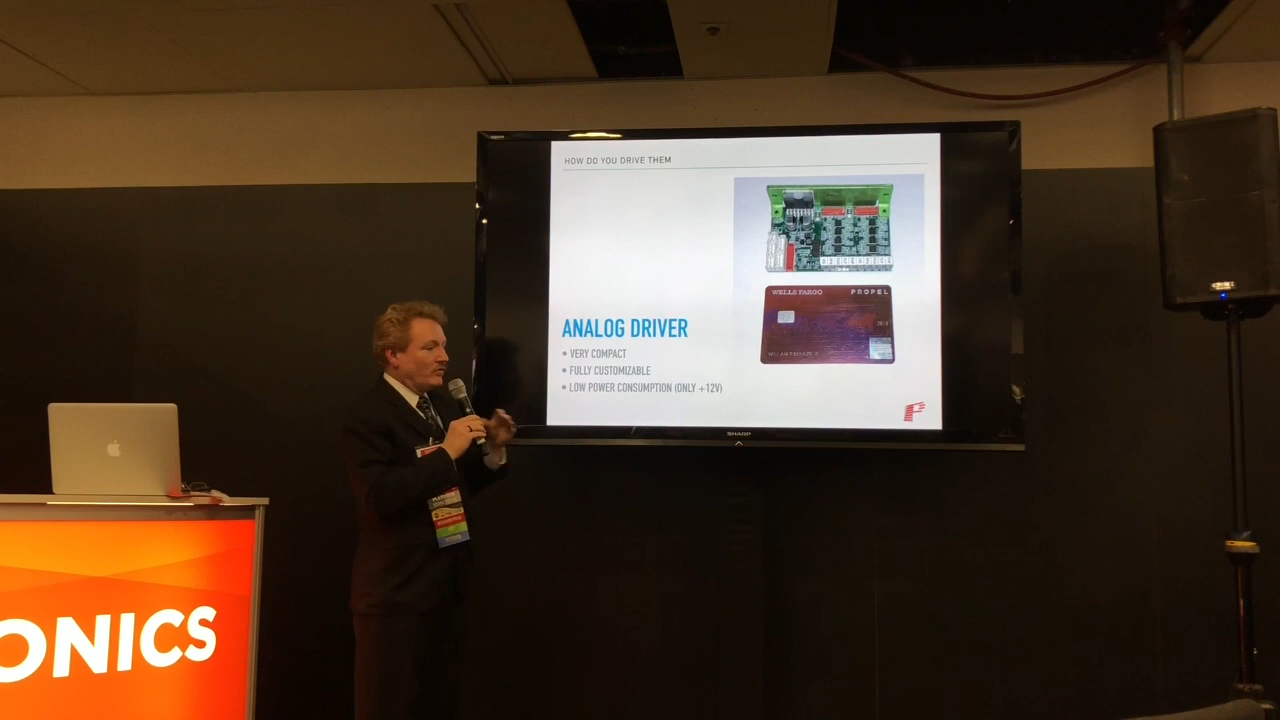 HOW DO YOU DRIVE THEM
WELLS FARGO
PROPEL
ANALOG DRIVER
• VERY COMPACT
• FULLY CUSTOMIZABLE
• LOW POWER CONSUMPTION (ONLY +12V)
SHARP
ONICS